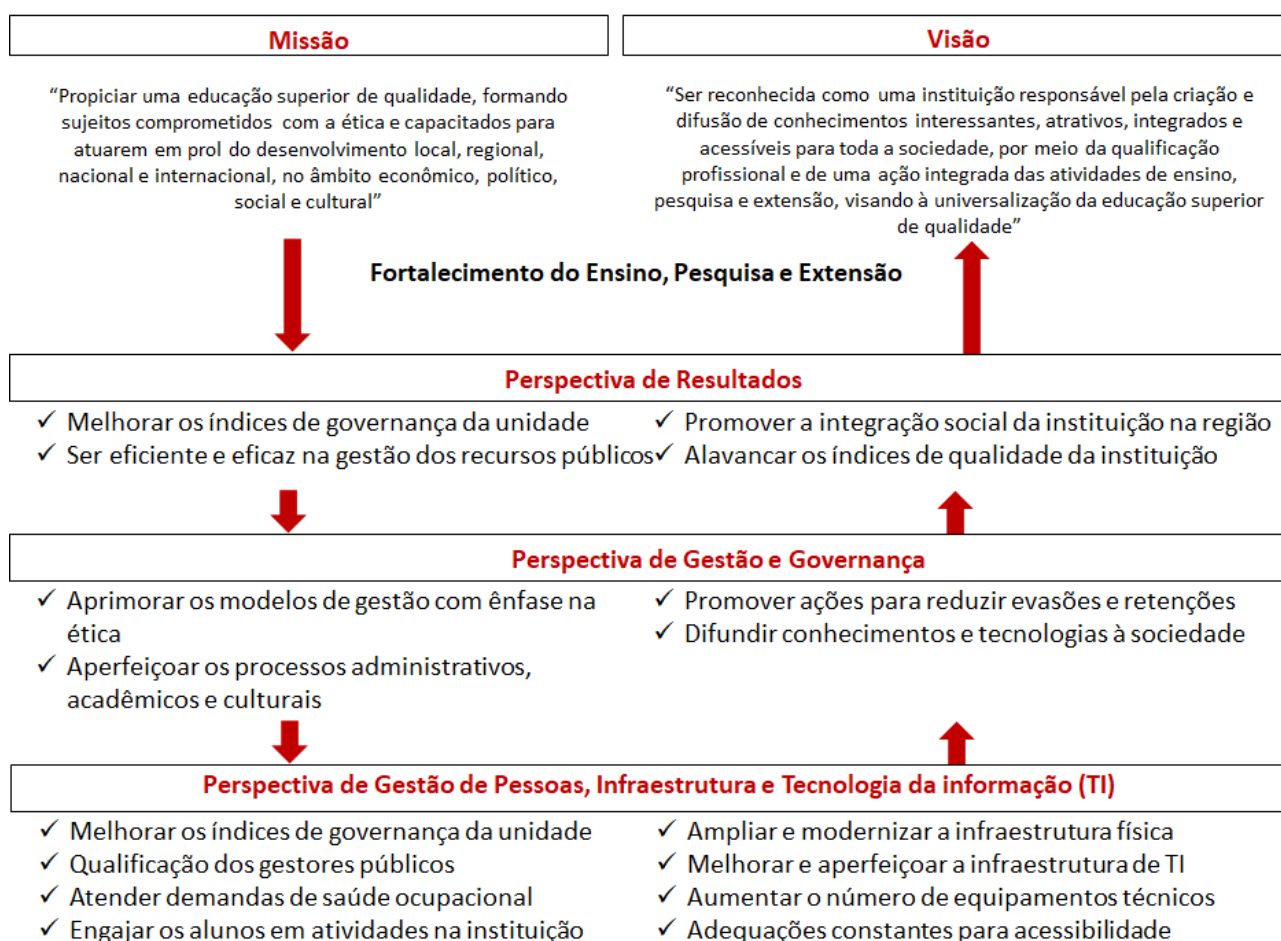 Missão
Visão
“Propiciar uma educação superior de qualidade, formando
sujeitos comprometidos com a ética e capacitados para
atuarem em prol do desenvolvimento local, regional,
nacional e internacional, no âmbito econômico, político,
social e cultural”
“Ser reconhecida como uma instituição responsável pela criação e
difusão de conhecimentos interessantes, atrativos, integrados e
acessíveis para toda a sociedade, por meio da qualificação
profissional e de uma ação integrada das atividades de ensino,
pesquisa e extensão, visando à universalização da educação superior
de qualidade”
Fortalecimento do Ensino, Pesquisa e Extensão
Perspectiva de Resultados
✓ Melhorar os índices de governança da unidade
✓ Ser eficiente e eficaz na gestão dos recursos públicos
✓ Promover a integração social da instituição na região
✓ Alavancar os índices de qualidade da instituição
Perspectiva de Gestão e Governança
✓ Aprimorar os modelos de gestão com ênfase na
ética
✓ Aperfeiçoar os processos administrativos,
acadêmicos e culturais
✓ Promover ações para reduzir evasões e retenções
✓ Difundir conhecimentos e tecnologias à sociedade
Perspectiva de Gestão de Pessoas, Infraestrutura e Tecnologia da informação (TI)
✓ Melhorar os índices de governança da unidade
✓ Qualificação dos gestores públicos
✓ Atender demandas de saúde ocupacional
✓ Engajar os alunos em atividades na instituição
✓ Ampliar e modernizar a infraestrutura física
✓ Melhorar e aperfeiçoar a infraestrutura de TI
✓ Aumentar o número de equipamentos técnicos
✓ Adequações constantes para acessibilidade